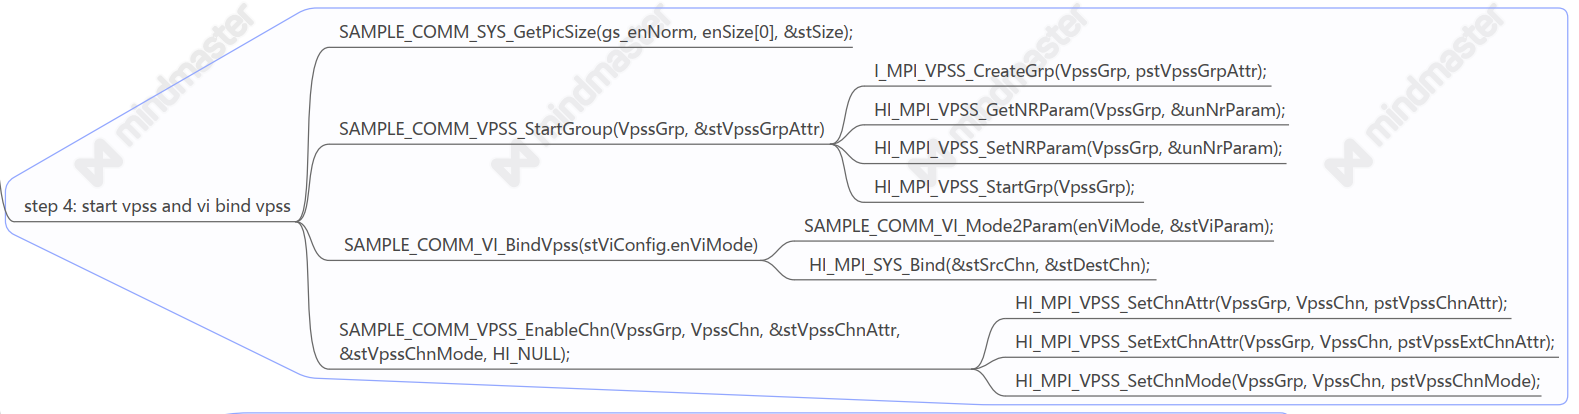 SAMPLE_COMM_SYS_GetPicSize(gs_enNorm, enSize[0], &stSize);
I_MPI_VPSS_CreateGrp(VpssGrp, pstVpssGrpAttr);
HI_MPI_VPSS_GetNRParam(VpssGrp, &unNrParam);
SAMPLE_COMM_VPSS_StartGroup(VpssGrp, &stVpssGrpAttr)
HI_MPI_VPSS_SetNRParam(VpssGrp, &unNrParam);
HI_MPI_VPSS_StartGrp(VpssGrp);
step 4: start vpss and vi bind vpss
SAMPLE_COMM_VI_Mode2Param(enViMode, &stViParam);
SAMPLE_COMM_VI_BindVpss(stViConfig.enViMode)
HI_MPI_SYS_Bind(&stSrcChn, &stDestChn);
HI_MPI_VPSS_SetChnAttr(VpssGrp, VpssChn, pstVpssChnAttr);
SAMPLE_COMM_VPSS_EnableChn(VpssGrp, VpssChn, &stVpssChnAttr,
&stVpssChnMode, HI_NULL);
HI_MPI_VPSS_SetExtChnAttr(VpssGrp, VpssChn, pstVpssExtChnAttr);
HI_MPI_VPSS_SetChnMode(VpssGrp, VpssChn, pstVpssChnMode);
mindmaster
mindmaster
mindmaster